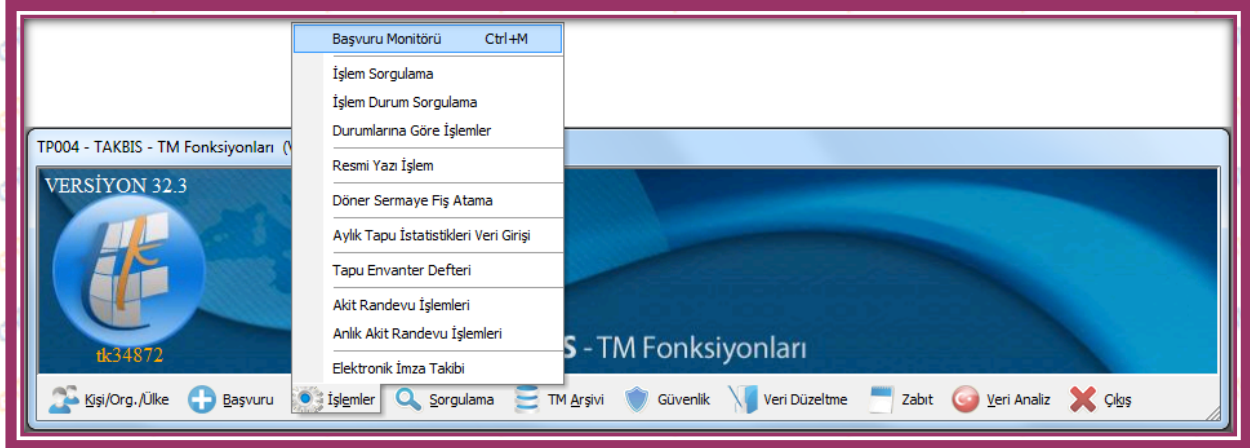 Başvuru Monitörü Ctrl+M
İşlem Sorgulama
İşlem Durum Sorgulama
Durumlarına Göre İşlemler
Resmi Yazı İşlem
Döner Sermaye Fiş Atama
Aylık Tapu İstatistikleri Veri Girişi
Tapu Envanter Defteri
Akit Randevu İşlemleri
Anlık Akit Randevu İşlemleri
Elektronik İmza Takibi
TP004 - TAKBIS - TM Fonksiyonları (V
VERSİYON 32.3
tk34872
S - TM Fonksiyonları
Kişi/Org./Ülke Başvuru İşlemler Sorgulama TM Arşivi Güvenlik Veri Düzeltme Zabıt Veri Analiz Çıkış